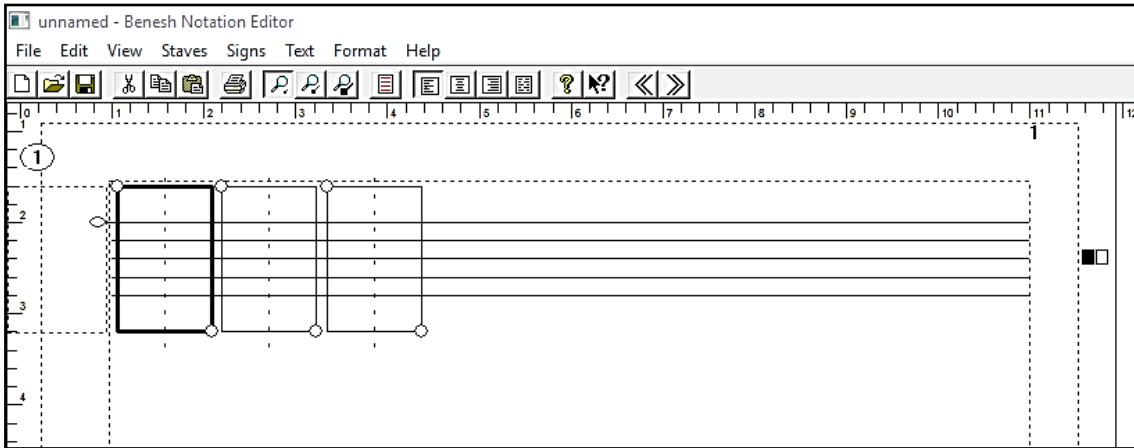 unnamed - Benesh Notation Editor
File Edit View Staves Signs Text Format Help
0 1 2 3 4 5 6 7 8 9 10 11 12
1
1
1
2
3
4